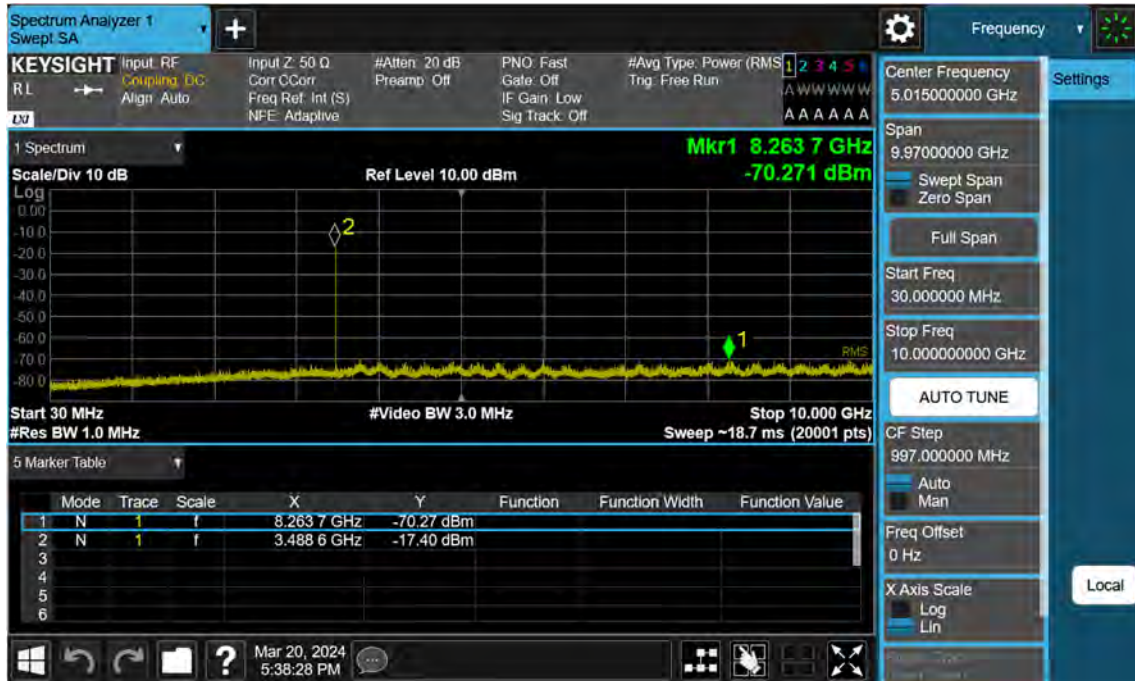 Spectrum Analyzer 1
Swept SA
+
Frequency
KEYSIGHT
RL
LXI
Input: RF
Coupling: DC
Align: Auto
Input Z: 50 Ω
Corr CCorr
Freq Ref: Int (S)
NFE: Adaptive
#Atten: 20 dB
Preamp: Off
PNO: Fast
Gate: Off
IF Gain: Low
Sig Track: Off
#Avg Type: Power (RMS
Trig: Free Run
1 2 3 4 5 6
A W W W W W
A A A A A A
Center Frequency
5.015000000 GHz
Settings
1 Spectrum
Scale/Div 10 dB
Ref Level 10.00 dBm
Mkr1 8.263 7 GHz
-70.271 dBm
Log
0.00
-10.0
-20.0
-30.0
-40.0
-50.0
-60.0
-70.0
-80.0
2
1
RMS
Start 30 MHz
#Video BW 3.0 MHz
Stop 10.000 GHz
#Res BW 1.0 MHz
Sweep ~18.7 ms (20001 pts)
Span
9.97000000 GHz
Swept Span
Zero Span
Full Span
Start Freq
30.000000 MHz
Stop Freq
10.000000000 GHz
AUTO TUNE
CF Step
997.000000 MHz
Auto
Man
Freq Offset
0 Hz
X Axis Scale
Log
Lin
Local
5 Marker Table
Mode Trace Scale X Y Function Function Width Function Value
1 N 1 f 8.263 7 GHz -70.27 dBm
2 N 1 f 3.488 6 GHz -17.40 dBm
3
4
5
6
?
Mar 20, 2024
5:38:28 PM